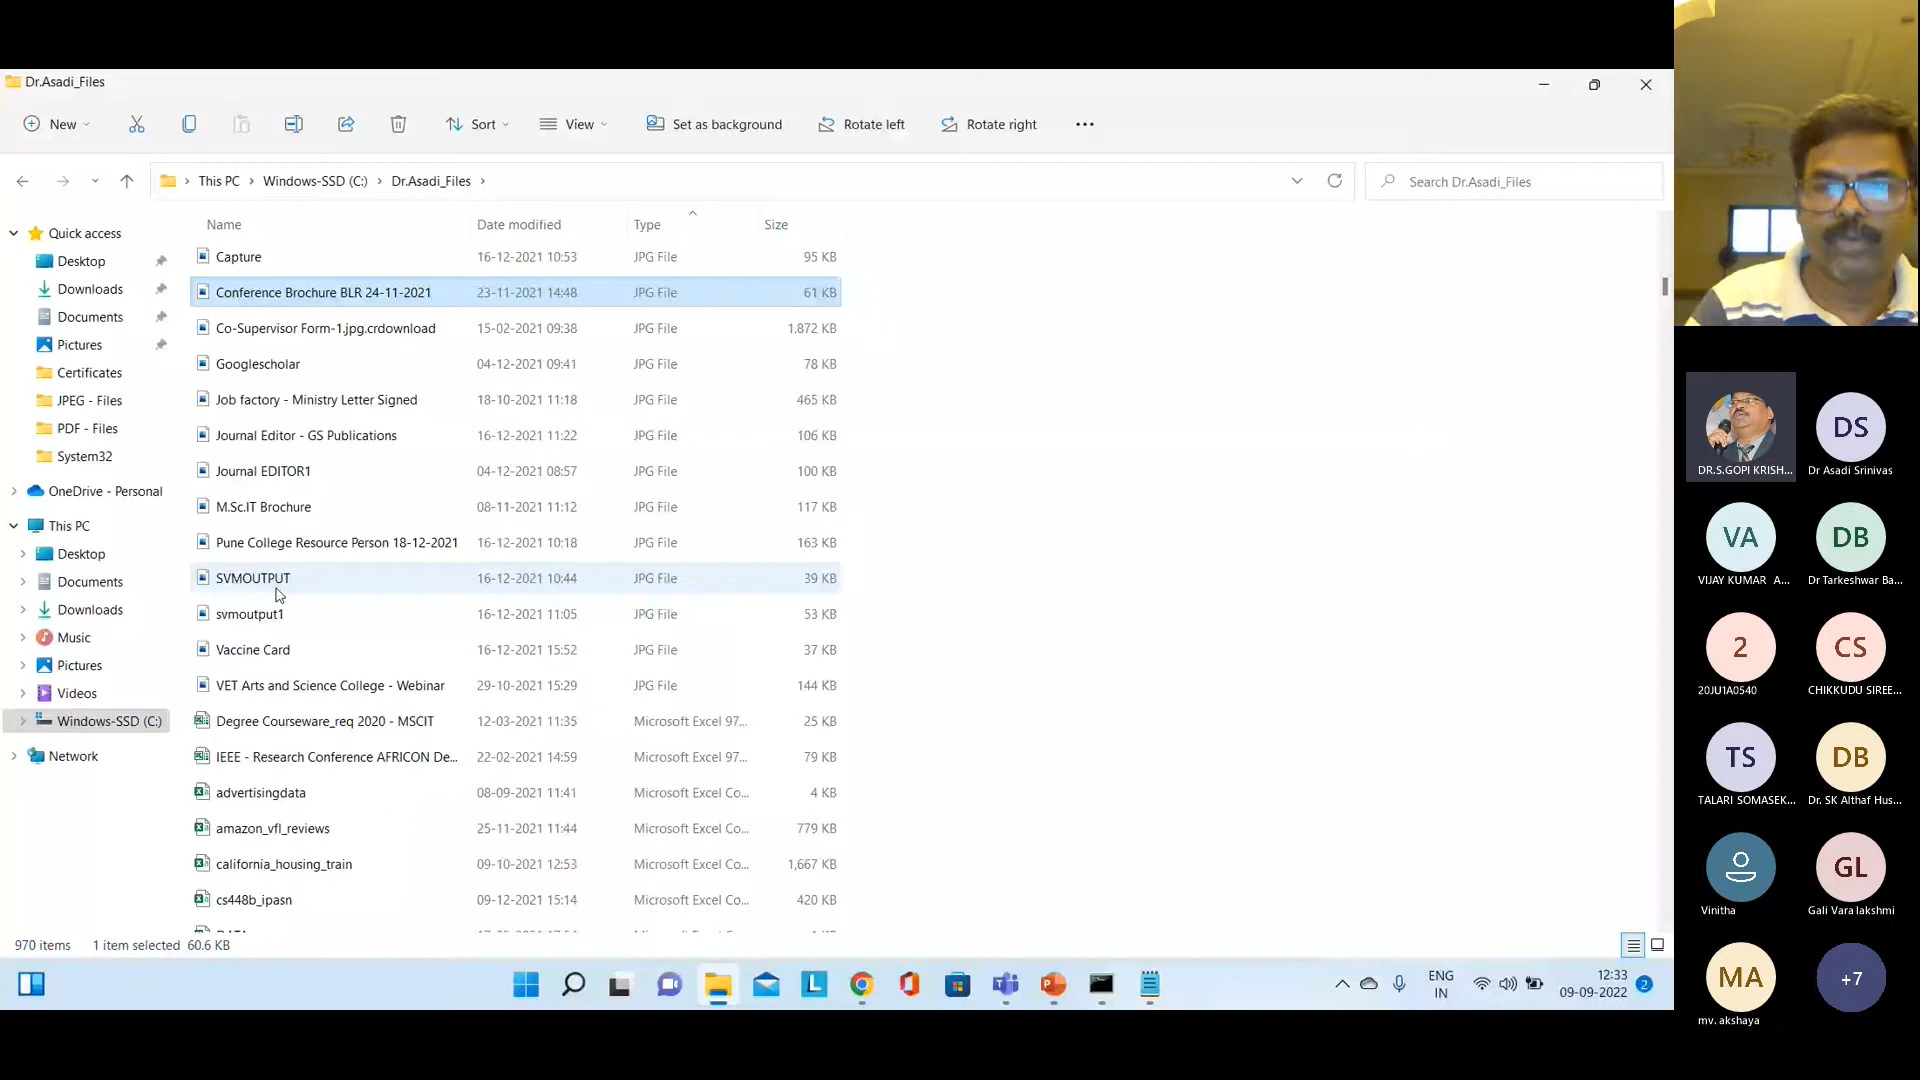 Dr.Asadi_Files
New
Sort
View
Set as background
Rotate left
Rotate right
This PC > Windows-SSD (C:) > Dr.Asadi_Files >
Search Dr.Asadi_Files
Quick access
Desktop
Downloads
Documents
Pictures
Certificates
JPEG - Files
PDF - Files
System32
OneDrive - Personal
This PC
Desktop
Documents
Downloads
Music
Pictures
Videos
Windows-SSD (C:)
Network
Name Date modified Type Size
Capture 16-12-2021 10:53 JPG File 95 KB
Conference Brochure BLR 24-11-2021 23-11-2021 14:48 JPG File 61 KB
Co-Supervisor Form-1.jpg.crdownload 15-02-2021 09:38 JPG File 1,872 KB
Googlescholar 04-12-2021 09:41 JPG File 78 KB
Job factory - Ministry Letter Signed 18-10-2021 11:18 JPG File 465 KB
Journal Editor - GS Publications 16-12-2021 11:22 JPG File 106 KB
Journal EDITOR1 04-12-2021 08:57 JPG File 100 KB
M.Sc.IT Brochure 08-11-2021 11:12 JPG File 117 KB
Pune College Resource Person 18-12-2021 16-12-2021 10:18 JPG File 163 KB
SVMOUTPUT 16-12-2021 10:44 JPG File 39 KB
svmoutput1 16-12-2021 11:05 JPG File 53 KB
Vaccine Card 16-12-2021 15:52 JPG File 37 KB
VET Arts and Science College - Webinar 29-10-2021 15:29 JPG File 144 KB
Degree Courseware_req 2020 - MSCIT 12-03-2021 11:35 Microsoft Excel 97... 25 KB
IEEE - Research Conference AFRICON De... 22-02-2021 14:59 Microsoft Excel 97... 79 KB
advertisingdata 08-09-2021 11:41 Microsoft Excel Co... 4 KB
amazon_vfl_reviews 25-11-2021 11:44 Microsoft Excel Co... 779 KB
california_housing_train 09-10-2021 12:53 Microsoft Excel Co... 1,667 KB
cs448b_ipasn 09-12-2021 15:14 Microsoft Excel Co... 420 KB
970 items 1 item selected 60.6 KB
ENG
IN
12:33
09-09-2022
2
DR.S.GOPI KRISH...
DS
Dr Asadi Srinivas
VA
VIJAY KUMAR A...
DB
Dr Tarkeshwar Ba...
2
20JU1A0540
CS
CHIKKUDU SIREE...
TS
TALARI SOMASEK...
DB
Dr. SK Althaf Hus...
Vinitha
GL
Gali Vara lakshmi
MA
mv. akshaya
+7